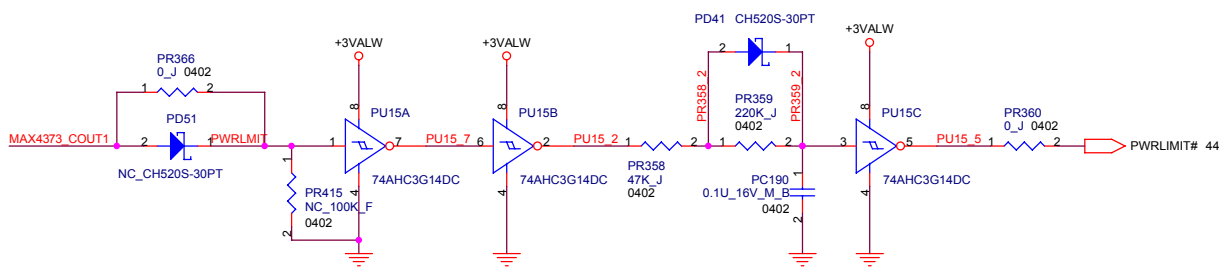 PD41 CH520S-30PT
+3VALW
+3VALW
+3VALW
2
1
PR366
0_J 0402
1
2
PR358_2
PR359_2
8
PU15A
8
PU15B
PR359
220K_J
0402
8
PU15C
PR360
0_J 0402
MAX4373_COUT1
2
PD51
1
PWRLMIT
1
7
PU15_7
6
2
PU15_2
1
2
1
2
3
5
PU15_5
1
2
PWRLIMIT# 44
NC_CH520S-30PT
1
PR415
NC_100K_F
0402
2
4
74AHC3G14DC
4
74AHC3G14DC
PR358
47K_J
0402
PC190
0.1U_16V_M_B
0402
1
2
4
74AHC3G14DC